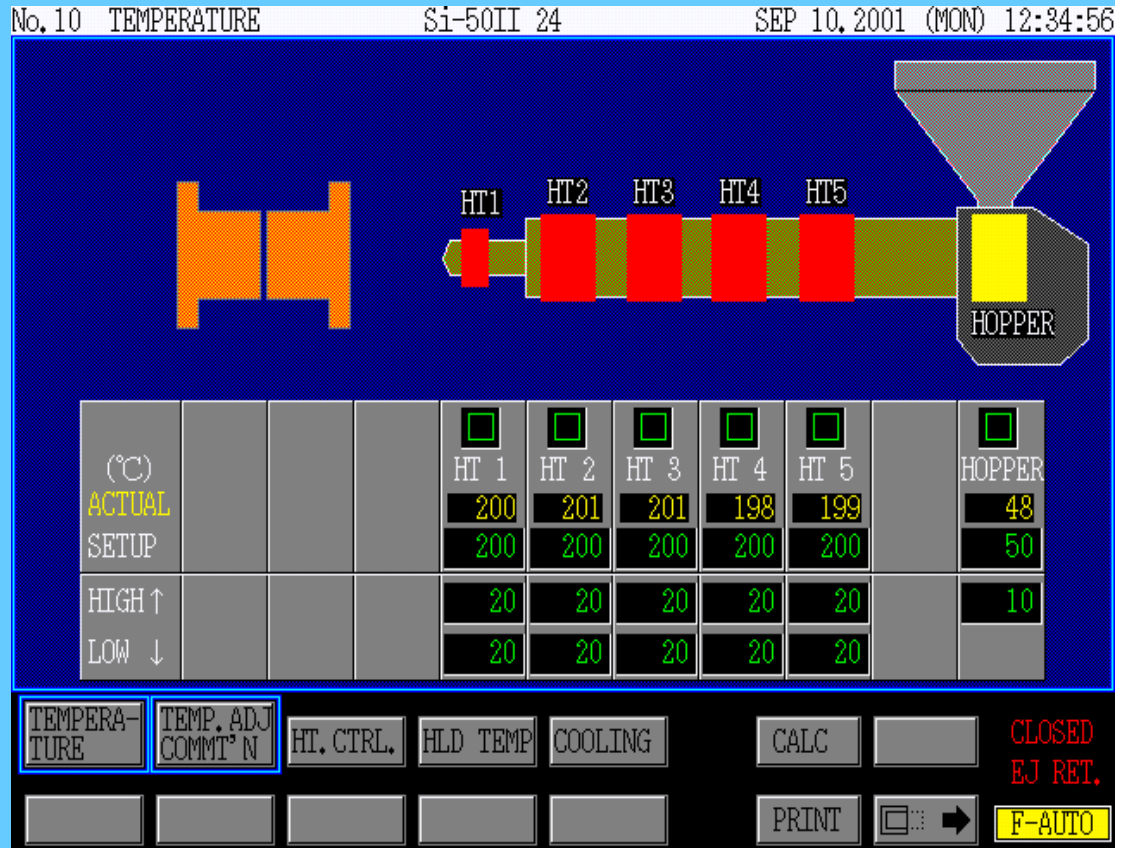 No.10 TEMPERATURE Si-50II 24 SEP 10.2001 (MON) 12:34:56
HT1 HT2 HT3 HT4 HT5
HOPPER
(℃) HT 1 HT 2 HT 3 HT 4 HT 5 HOPPER
ACTUAL 200 201 201 198 199 48
SETUP 200 200 200 200 200 50
HIGH↑ 20 20 20 20 20 10
LOW ↓ 20 20 20 20 20
TEMPERA-
TURE
TEMP.ADJ
COMMT'N
HT.CTRL.
HLD TEMP
COOLING
CALC
CLOSED
EJ RET.
PRINT
F-AUTO